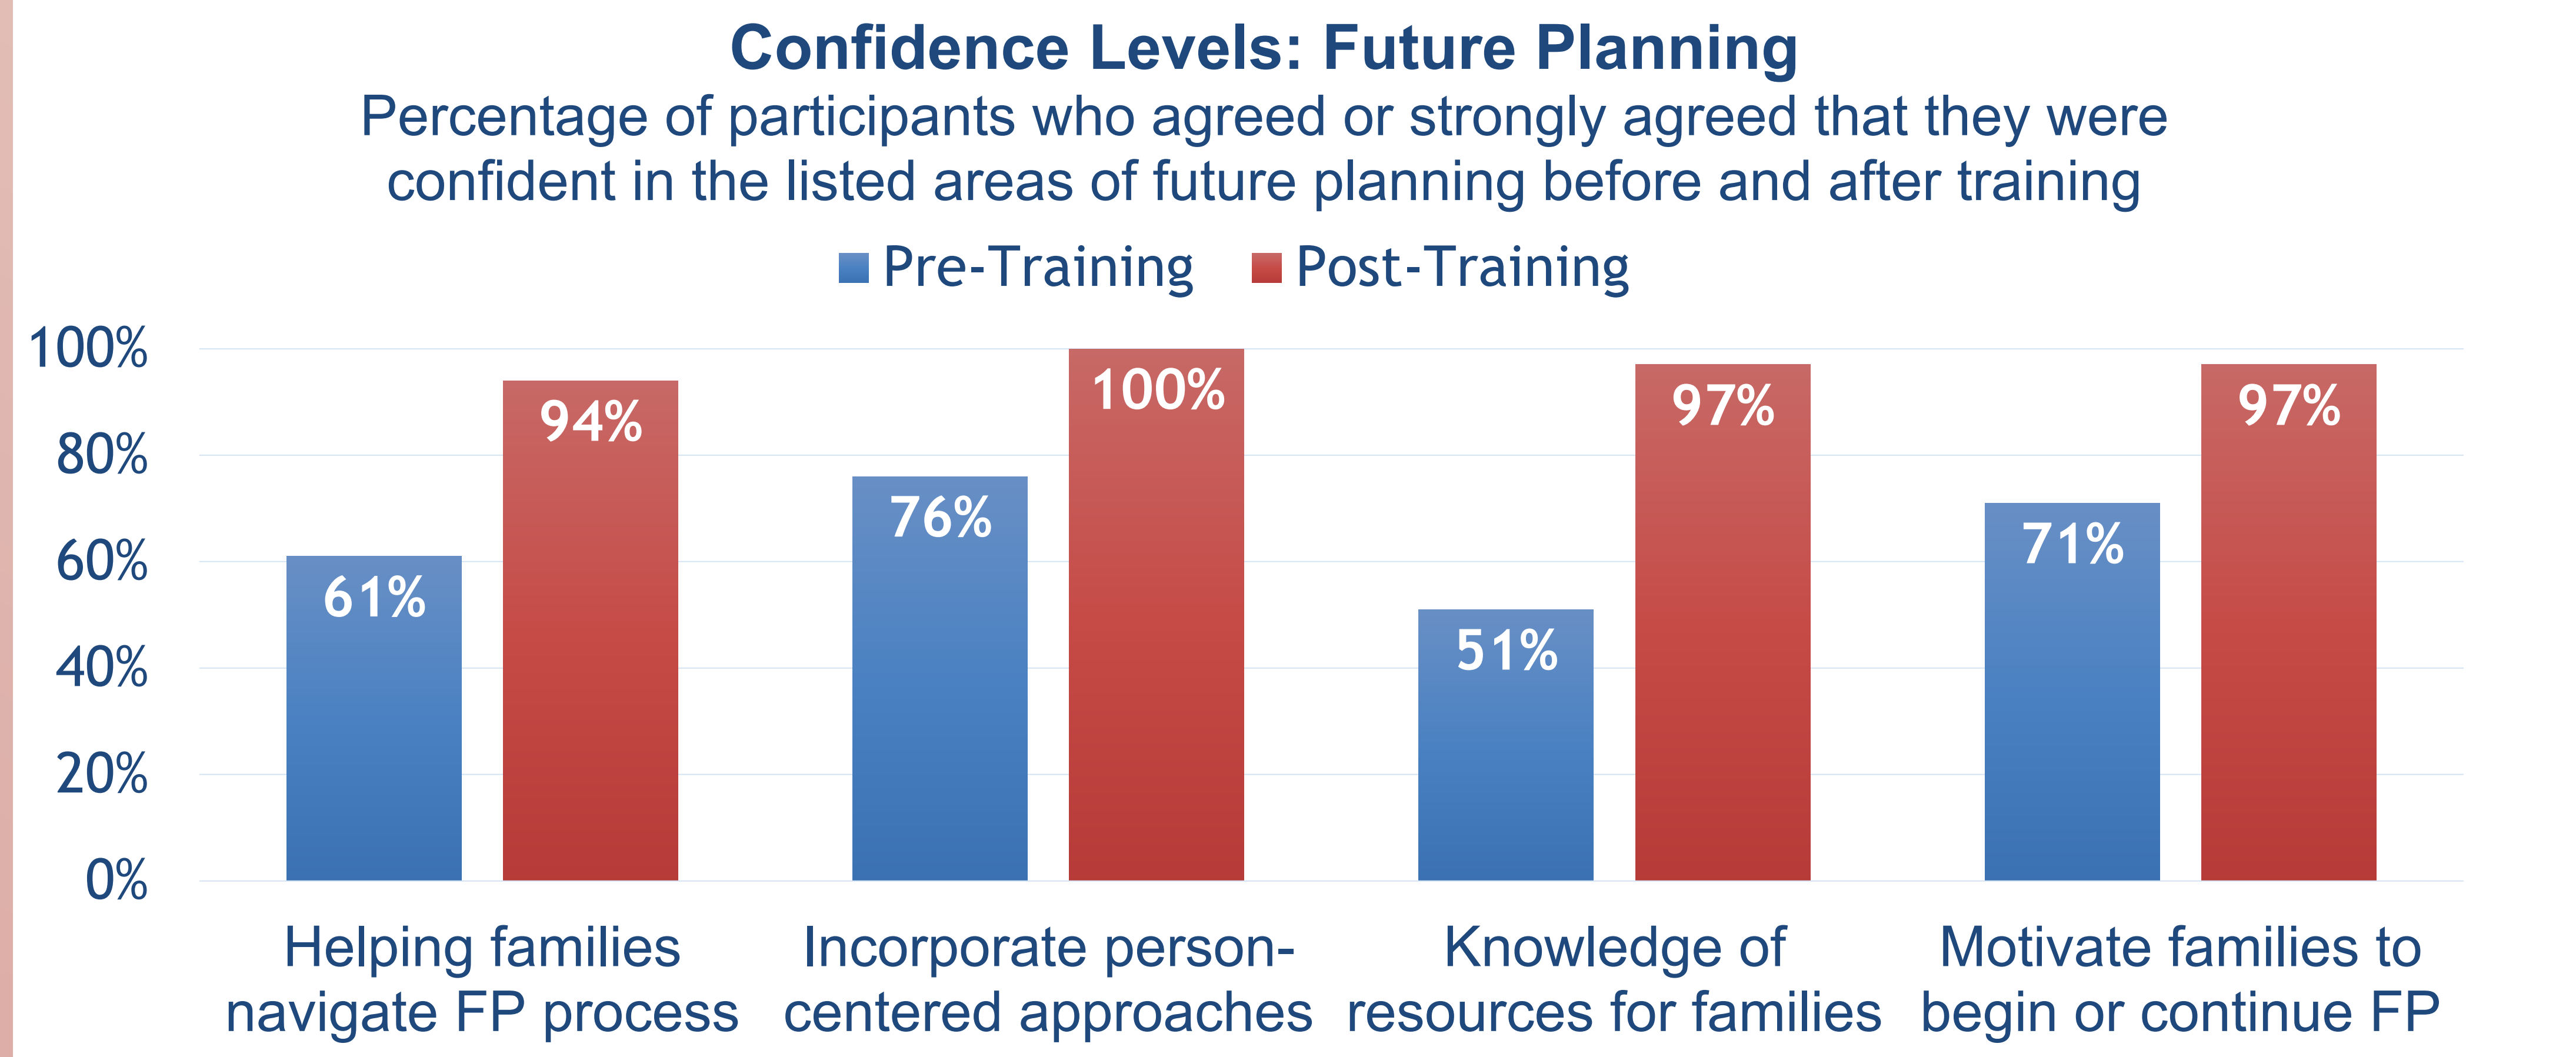 Confidence Levels: Future Planning
Percentage of participants who agreed or strongly agreed that they were
confident in the listed areas of future planning before and after training
Pre-Training Post-Training
100%
80%
60%
40%
20%
0%
61%
94%
76%
100%
51%
97%
71%
97%
Helping families
navigate FP process
Incorporate person-
centered approaches
Knowledge of
resources for families
Motivate families to
begin or continue FP